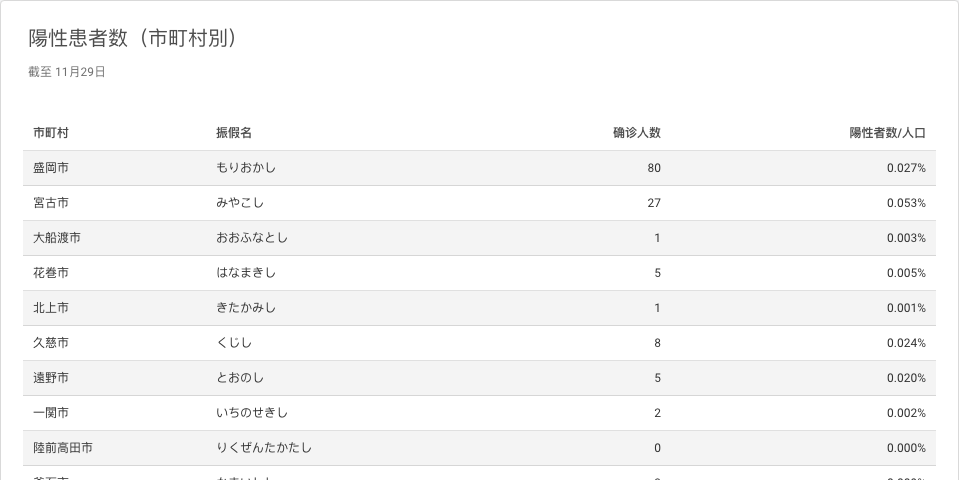 陽性患者数（市町村別）
截至 11月29日
市町村 振假名 确诊人数 陽性者数/人口
盛岡市 もりおかし 80 0.027%
宮古市 みやこし 27 0.053%
大船渡市 おおふなとし 1 0.003%
花巻市 はなまきし 5 0.005%
北上市 きたかみし 1 0.001%
久慈市 くじし 8 0.024%
遠野市 とおのし 5 0.020%
一関市 いちのせきし 2 0.002%
陸前高田市 りくぜんたかたし 0 0.000%